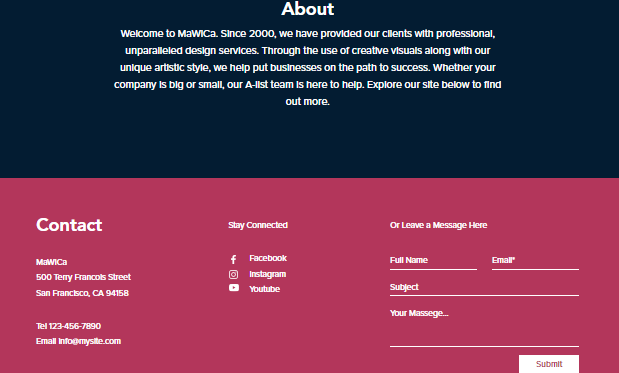 About
Welcome to MaWiCa. Since 2000, we have provided our clients with professional,
unparalleled design services. Through the use of creative visuals along with our
unique artistic style, we help put businesses on the path to success. Whether your
company is big or small, our A-list team is here to help. Explore our site below to find
out more.
Contact
MaWiCa
500 Terry Francois Street
San Francisco, CA 94158
Tel 123-456-7890
Email info@mysite.com
Stay Connected
Facebook
Instagram
Youtube
Or Leave a Message Here
Full Name
Email*
Subject
Your Massege...
Submit